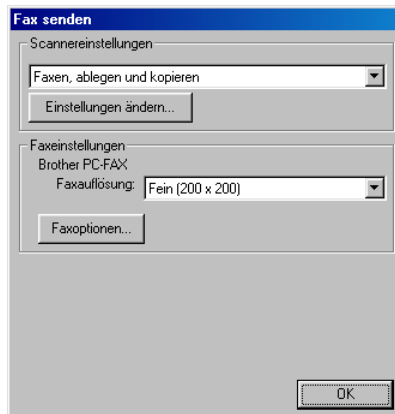 Fax senden
Scannereinstellungen
Faxen, ablegen und kopieren
Einstellungen ändern...
Faxeinstellungen
Brother PC-FAX
Faxauflösung: Fein (200 x 200)
Faxoptionen...
OK